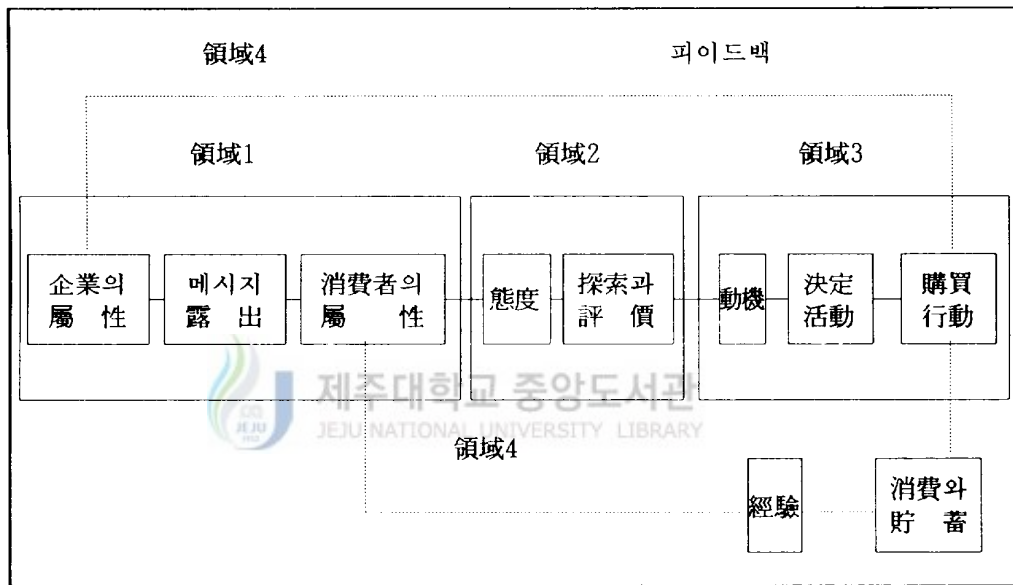 領域4 피이드백
領域1 領域2 領域3
企業의
屬 性
메시지
露 出
消費者의
屬 性
態度
探索과
評 價
動機
決定
活動
購買
行動
제주대학교 중앙도서관
JEJU NATIONAL UNIVERSITY LIBRARY
領域4
經驗
消費와
貯 蓄